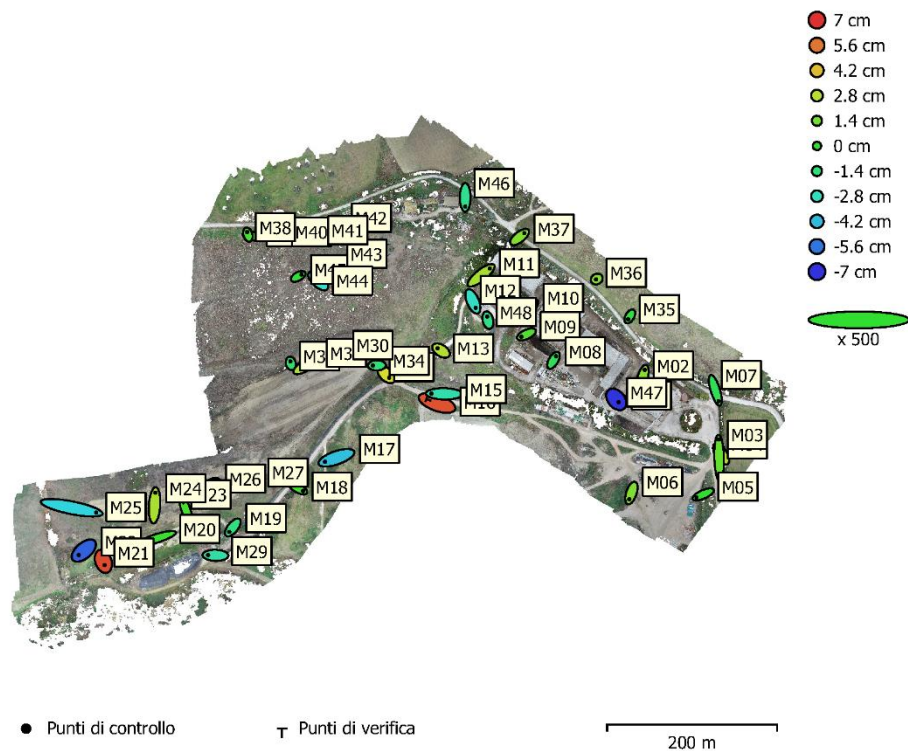 7 cm
5.6 cm
4.2 cm
2.8 cm
1.4 cm
0 cm
-1.4 cm
-2.8 cm
-4.2 cm
-5.6 cm
-7 cm
x 500
M46
M42
M38
M40
M41
M37
M43
M11
M44
M36
M12
M10
M48
M35
M09
M30
M13
M08
M34
M02
M07
M15
M47
M03
M17
M27
M26
M18
M24
23
M06
M05
M25
M19
M20
M21
M29
Punti di controllo
Punti di verifica
200 m